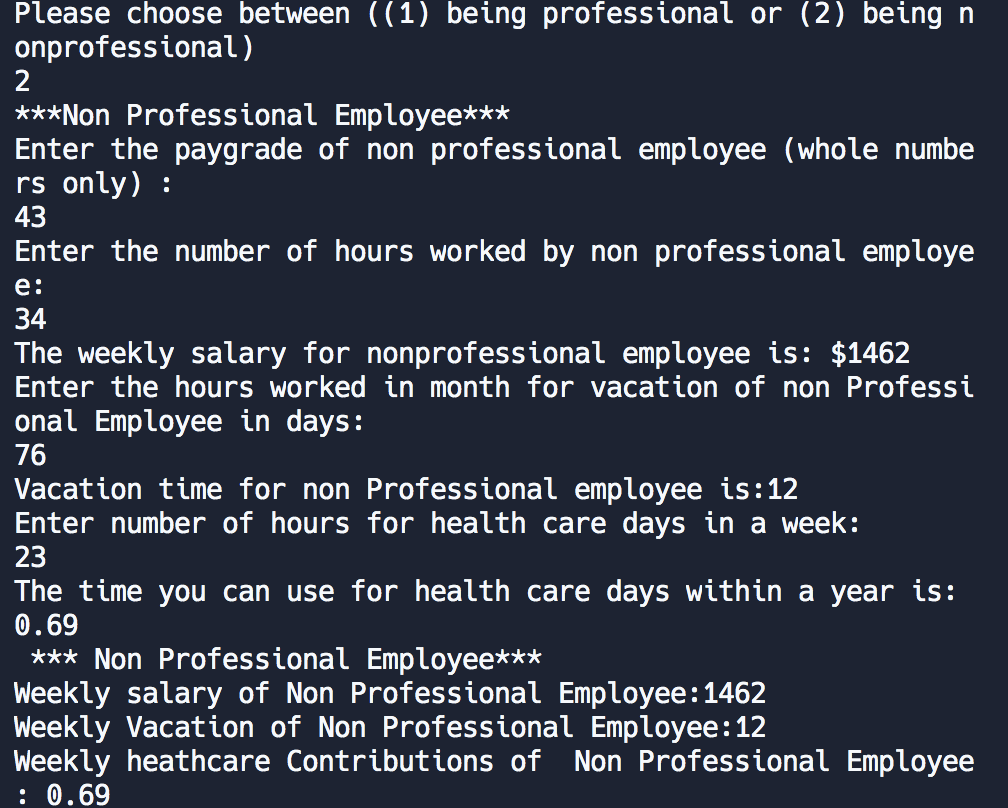 Please choose between ((1) being professional or (2) being n
onprofessional)
2
***Non Professional Employee***
Enter the paygrade of non professional employee (whole numbe
rs only) :
43
Enter the number of hours worked by non professional employe
e:
34
The weekly salary for nonprofessional employee is: $1462
Enter the hours worked in month for vacation of non Professi
onal Employee in days:
76
Vacation time for non Professional employee is:12
Enter number of hours for health care days in a week:
23
The time you can use for health care days within a year is:
0.69
 *** Non Professional Employee***
Weekly salary of Non Professional Employee:1462
Weekly Vacation of Non Professional Employee:12
Weekly heathcare Contributions of  Non Professional Employee
: 0.69